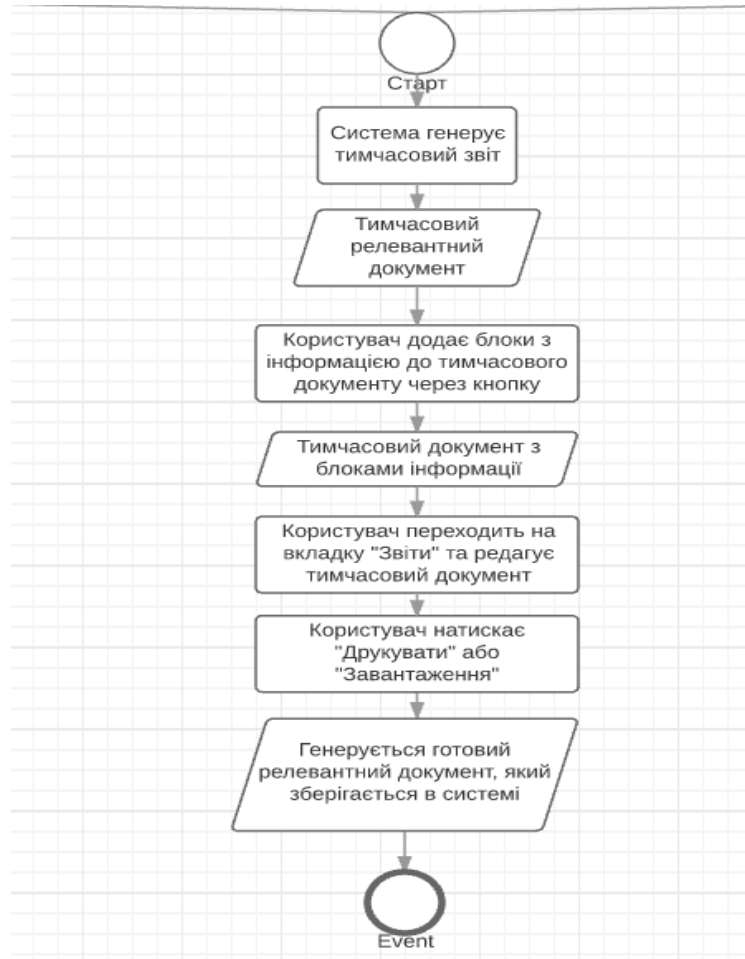 Старт
Система генерує
тимчасовий звіт
Тимчасовий
релевантний
документ
Користувач додає блоки з
інформацією до тимчасового
документу через кнопку
Тимчасовий документ з
блоками інформації
Користувач переходить на
вкладку "Звіти" та редагує
тимчасовий документ
Користувач натискає
"Друкувати" або
"Завантаження"
Генерується готовий
релевантний документ, який
зберігається в системі
Event